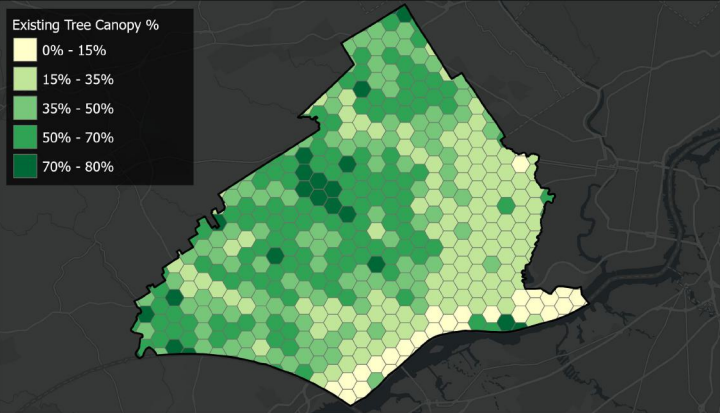 Existing Tree Canopy %
0% - 15%
15% - 35%
35% - 50%
50% - 70%
70% - 80%